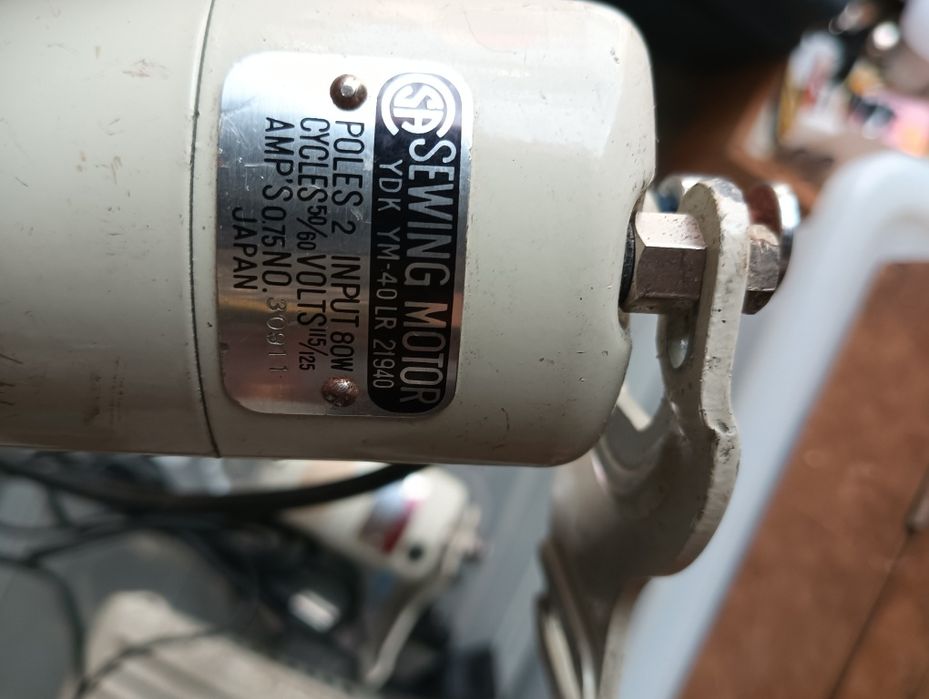 CSA SEWING MOTOR
YDK YM-40LR 21940
POLES 2 INPUT 80W
CYCLES 50/60 VOLTS 115/125
AMP'S 0.75 NO. 30911
JAPAN